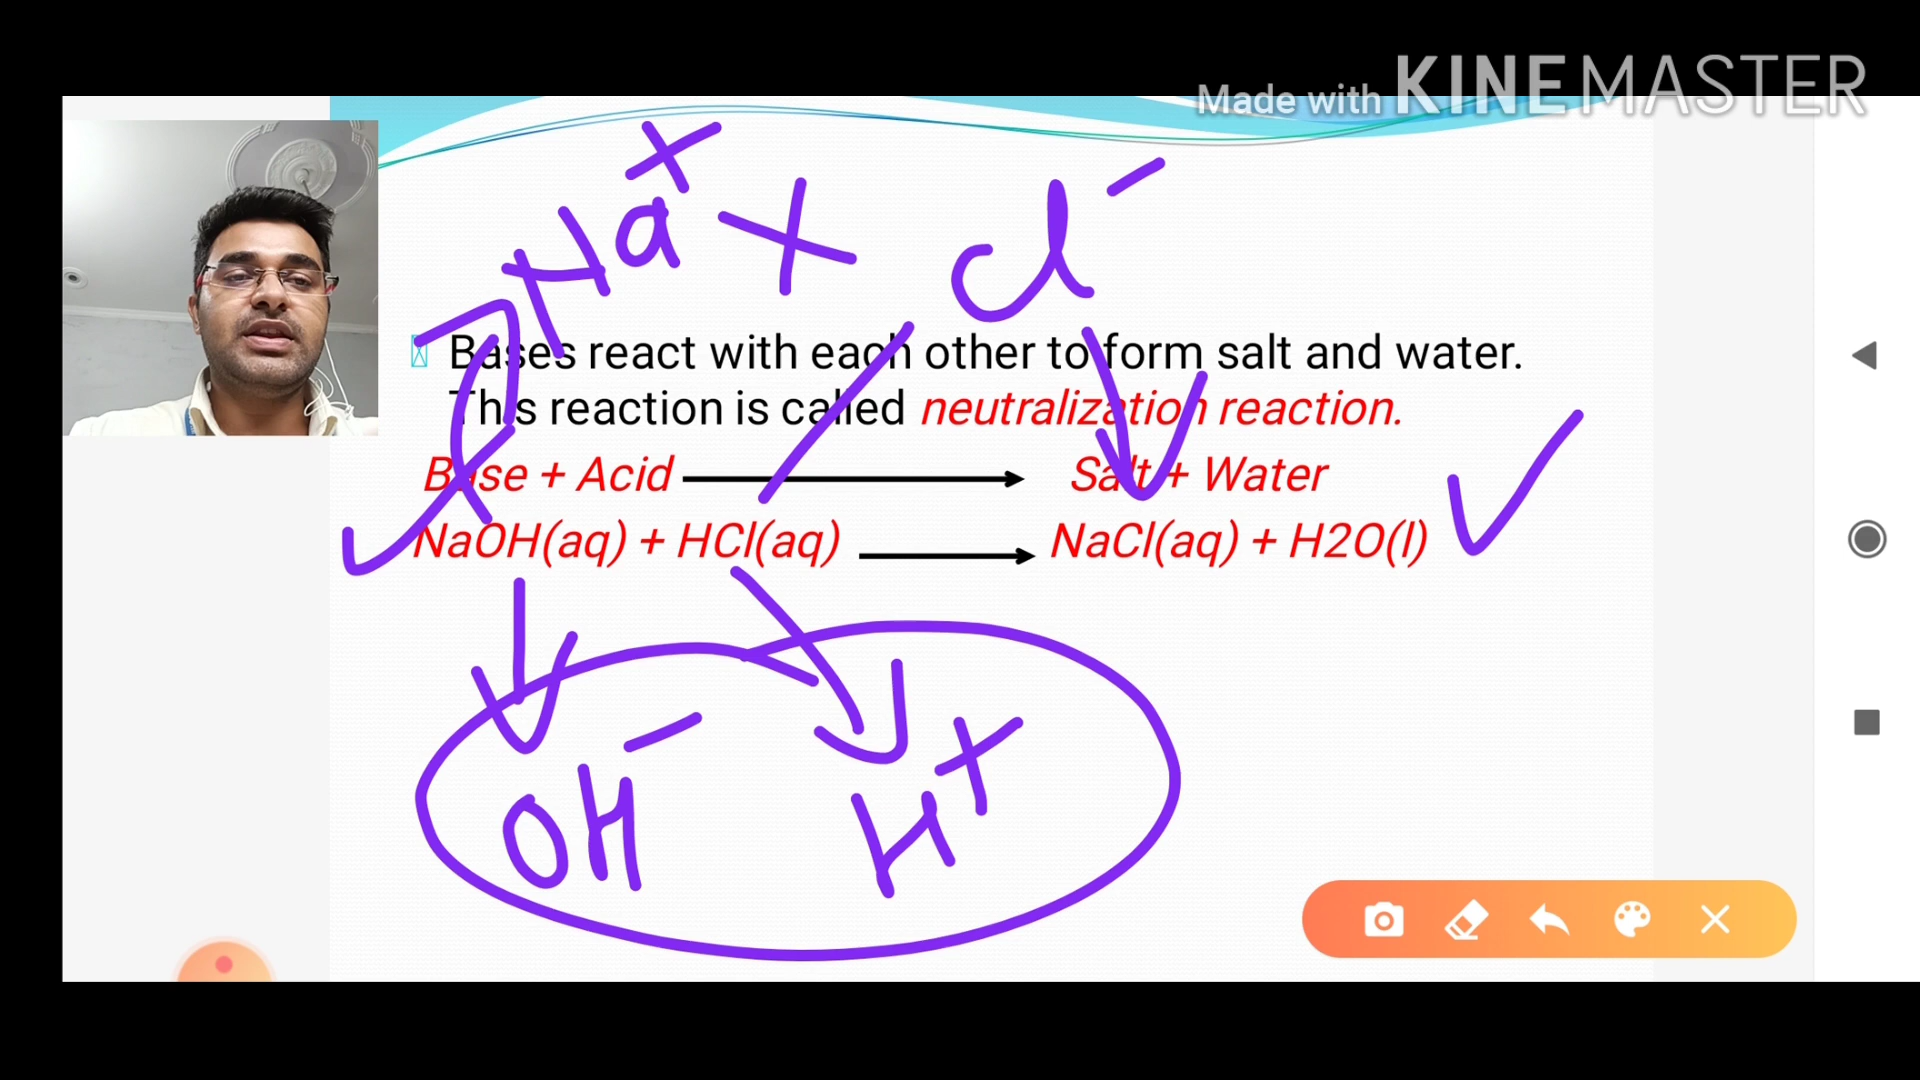 Made with KINEMASTER
Na+ + Cl-
Bases react with each other to form salt and water.
This reaction is called neutralization reaction.
Base + Acid Salt + Water
NaOH(aq) + HCl(aq) NaCl(aq) + H2O(l)
OH- H+